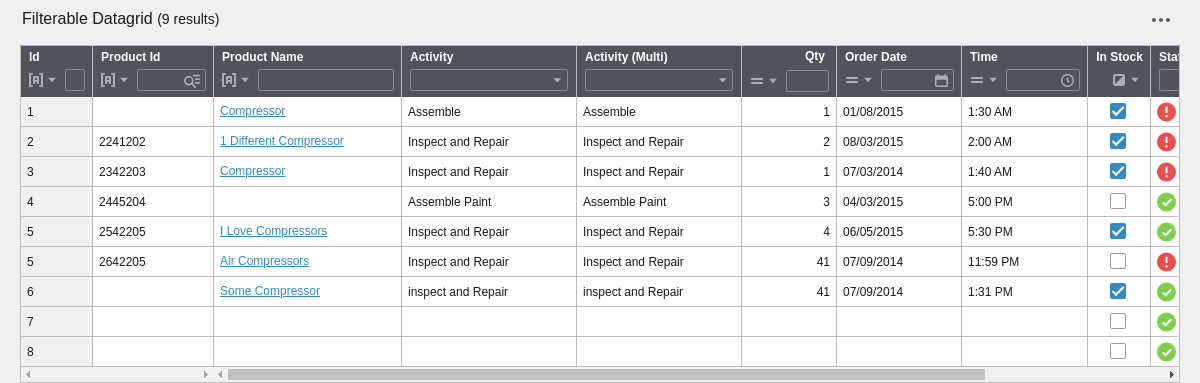 Filterable Datagrid (9 results)
Id Product Id Product Name Activity Activity (Multi) Qty Order Date Time In Stock Stat
1 Compressor Assemble Assemble 1 01/08/2015 1:30 AM
2 2241202 1 Different Compressor Inspect and Repair Inspect and Repair 2 08/03/2015 2:00 AM
3 2342203 Compressor Inspect and Repair Inspect and Repair 1 07/03/2014 1:40 AM
4 2445204 Assemble Paint Assemble Paint 3 04/03/2015 5:00 PM
5 2542205 I Love Compressors Inspect and Repair Inspect and Repair 4 06/05/2015 5:30 PM
5 2642205 Air Compressors Inspect and Repair Inspect and Repair 41 07/09/2014 11:59 PM
6 Some Compressor inspect and Repair inspect and Repair 41 07/09/2014 1:31 PM
7
8